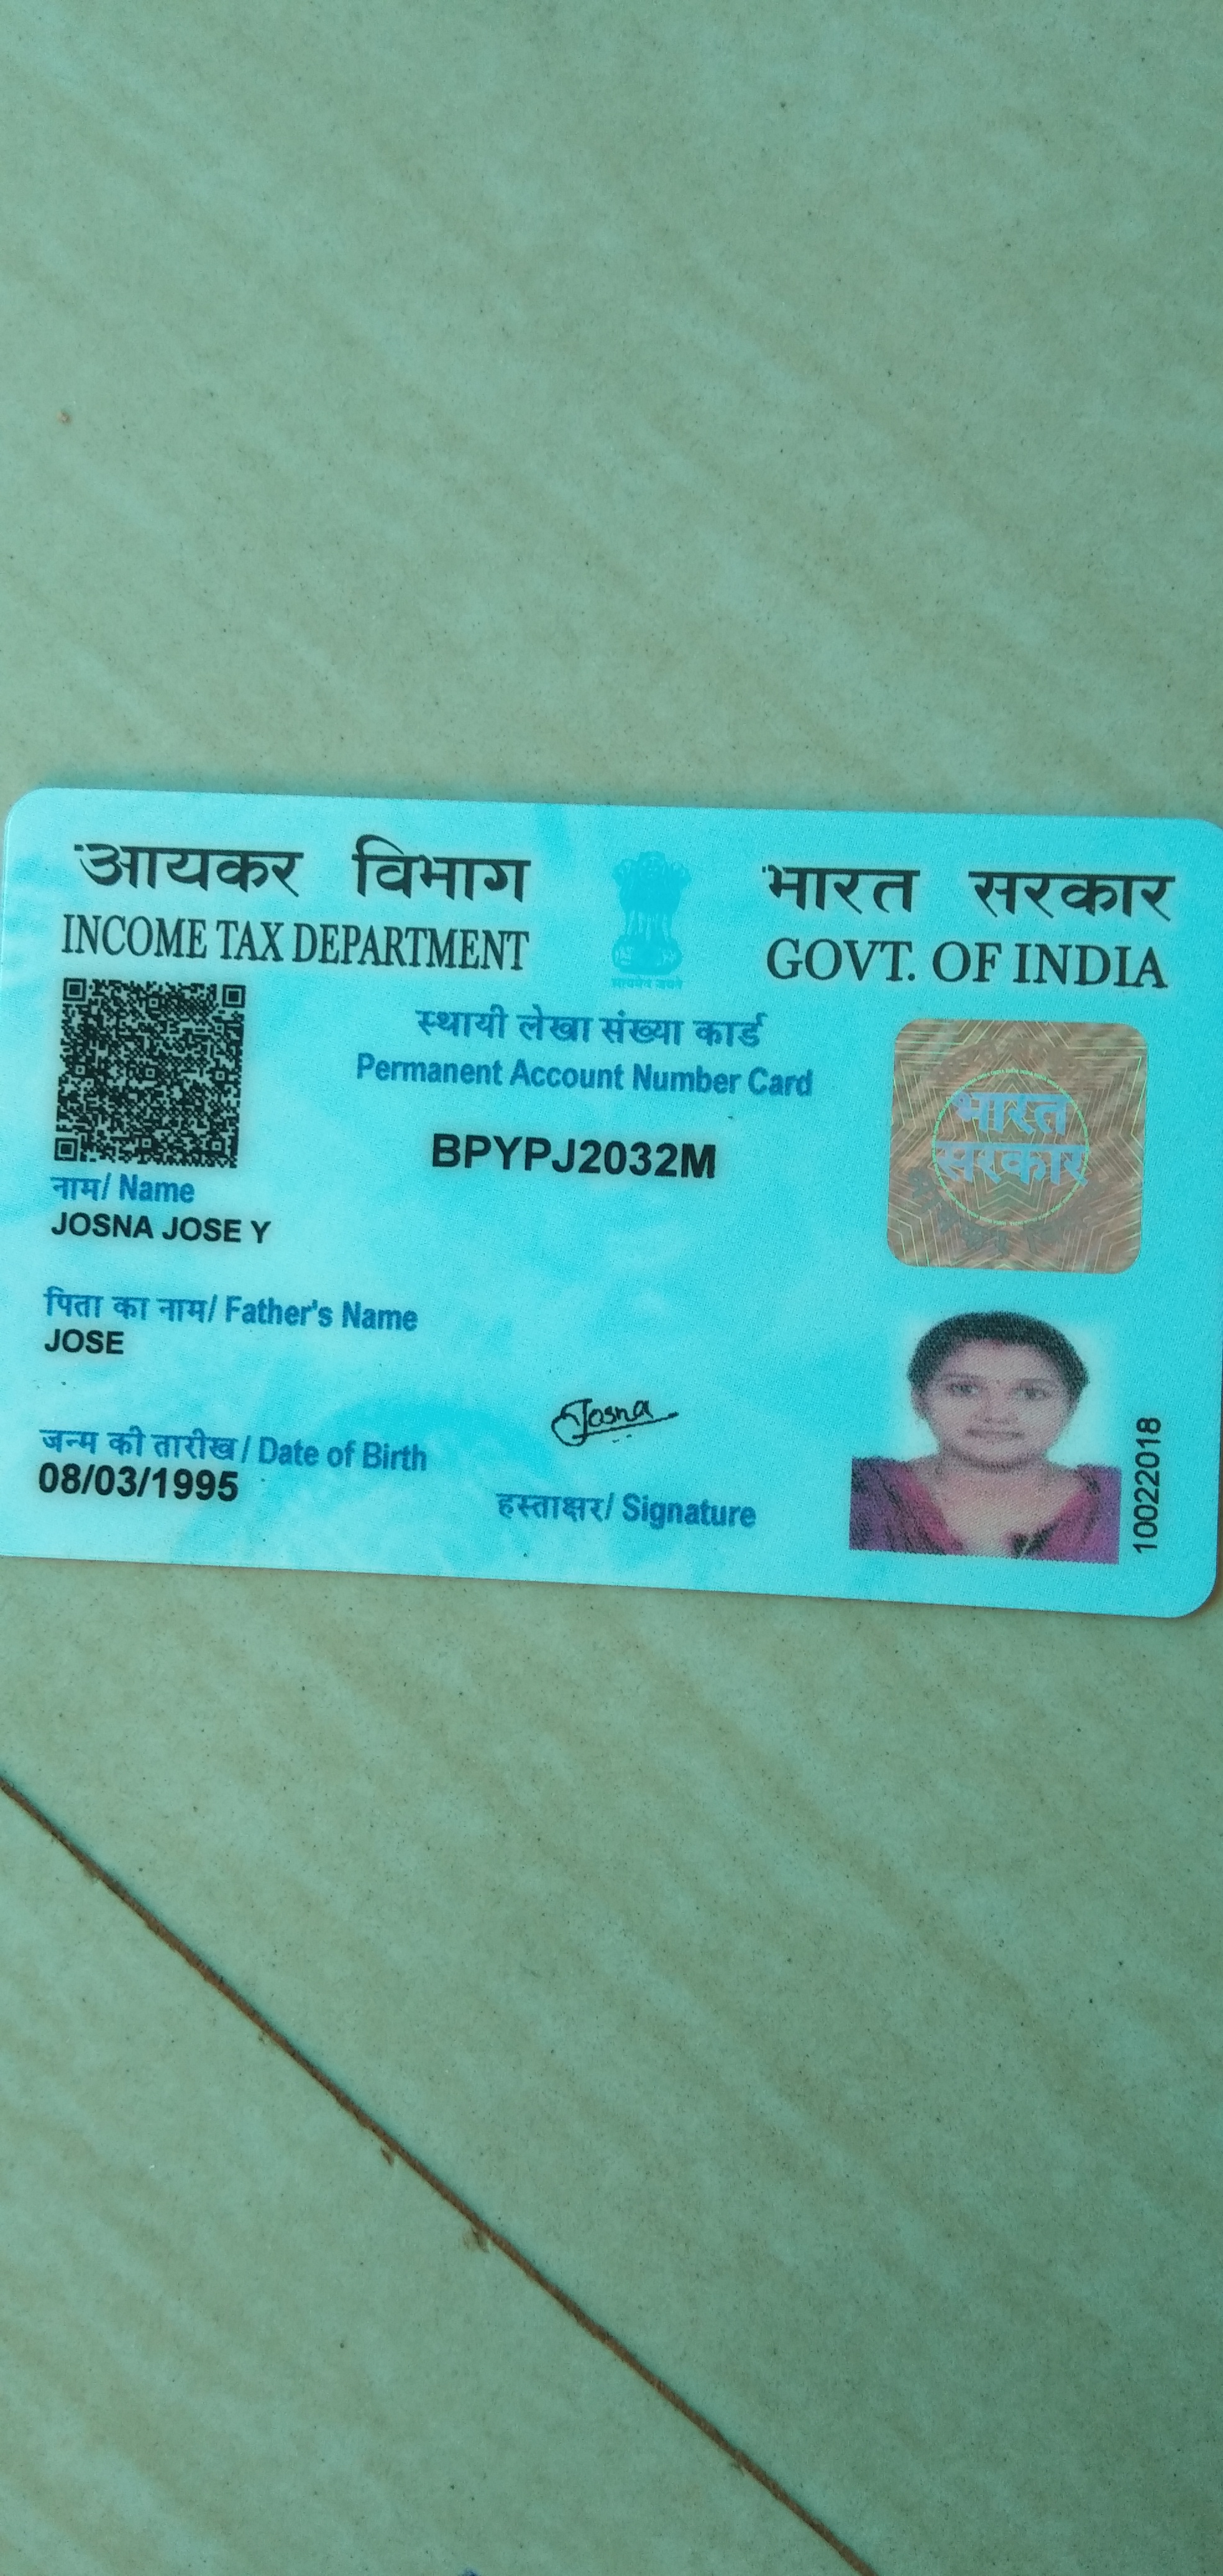 आयकर विभाग
INCOME TAX DEPARTMENT
भारत सरकार
GOVT. OF INDIA
सत्यमेव जयते
स्थायी लेखा संख्या कार्ड
Permanent Account Number Card
BPYPJ2032M
भारत
सरकार
नाम/ Name
JOSNA JOSE Y
पिता का नाम/ Father's Name
JOSE
जन्म की तारीख/ Date of Birth
08/03/1995
Josna
हस्ताक्षर/ Signature
10022018